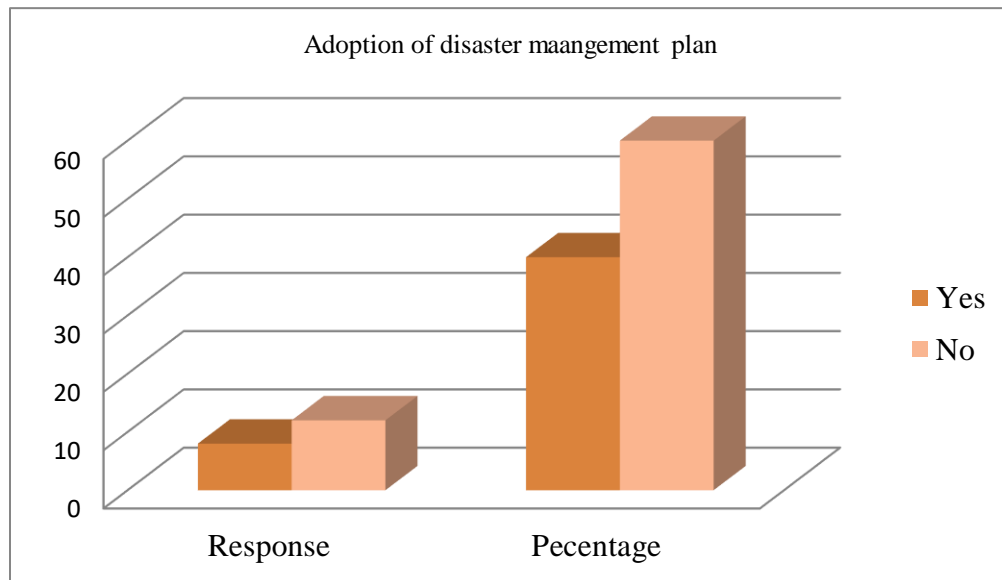 Adoption of disaster maangement plan
60
50
40
30
20
10
0
Response Pecentage
Yes
No